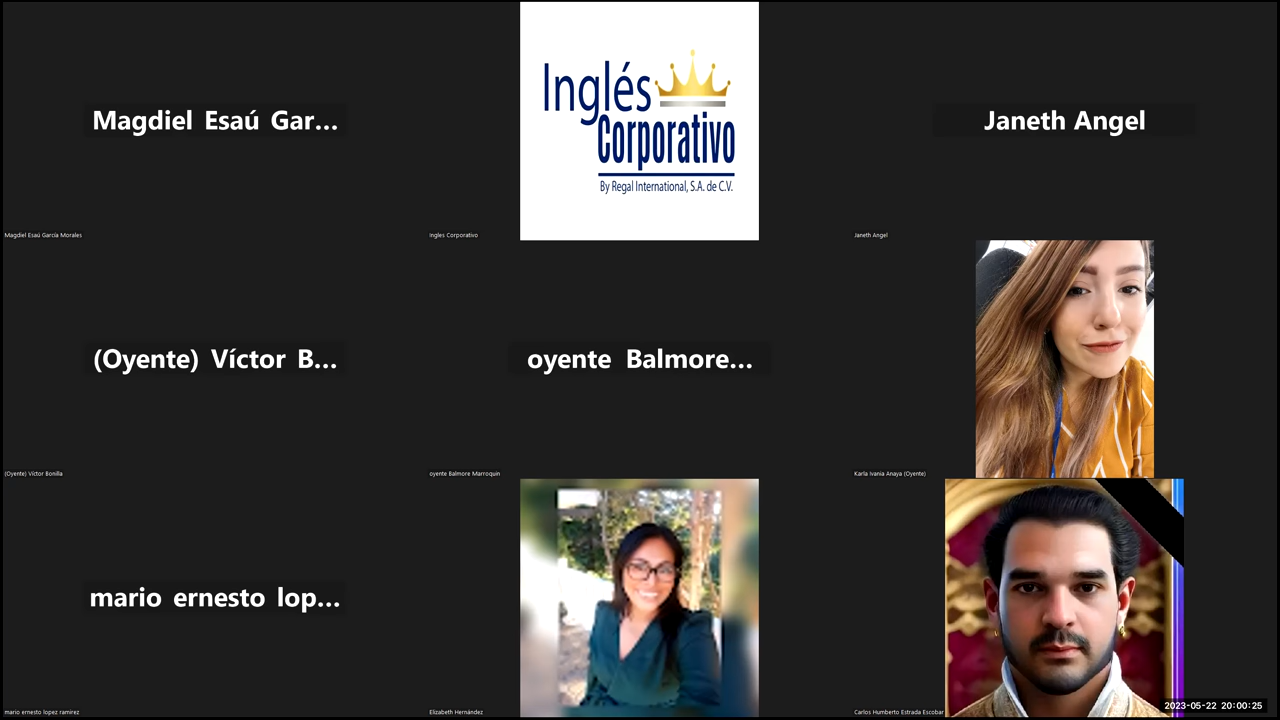 Magdiel Esaú Gar...
Magdiel Esaú García Morales
Inglés
Corporativo
By Regal International, S.A. de C.V.
Ingles Corporativo
Janeth Angel
Janeth Angel
(Oyente) Víctor B...
(Oyente) Víctor Bonilla
oyente Balmore...
oyente Balmore Marroquin
Karla Ivania Anaya (Oyente)
mario ernesto lop...
mario ernesto lopez ramirez
Elizabeth Hernández
Carlos Humberto Estrada Escobar
2023-05-22 20:00:25